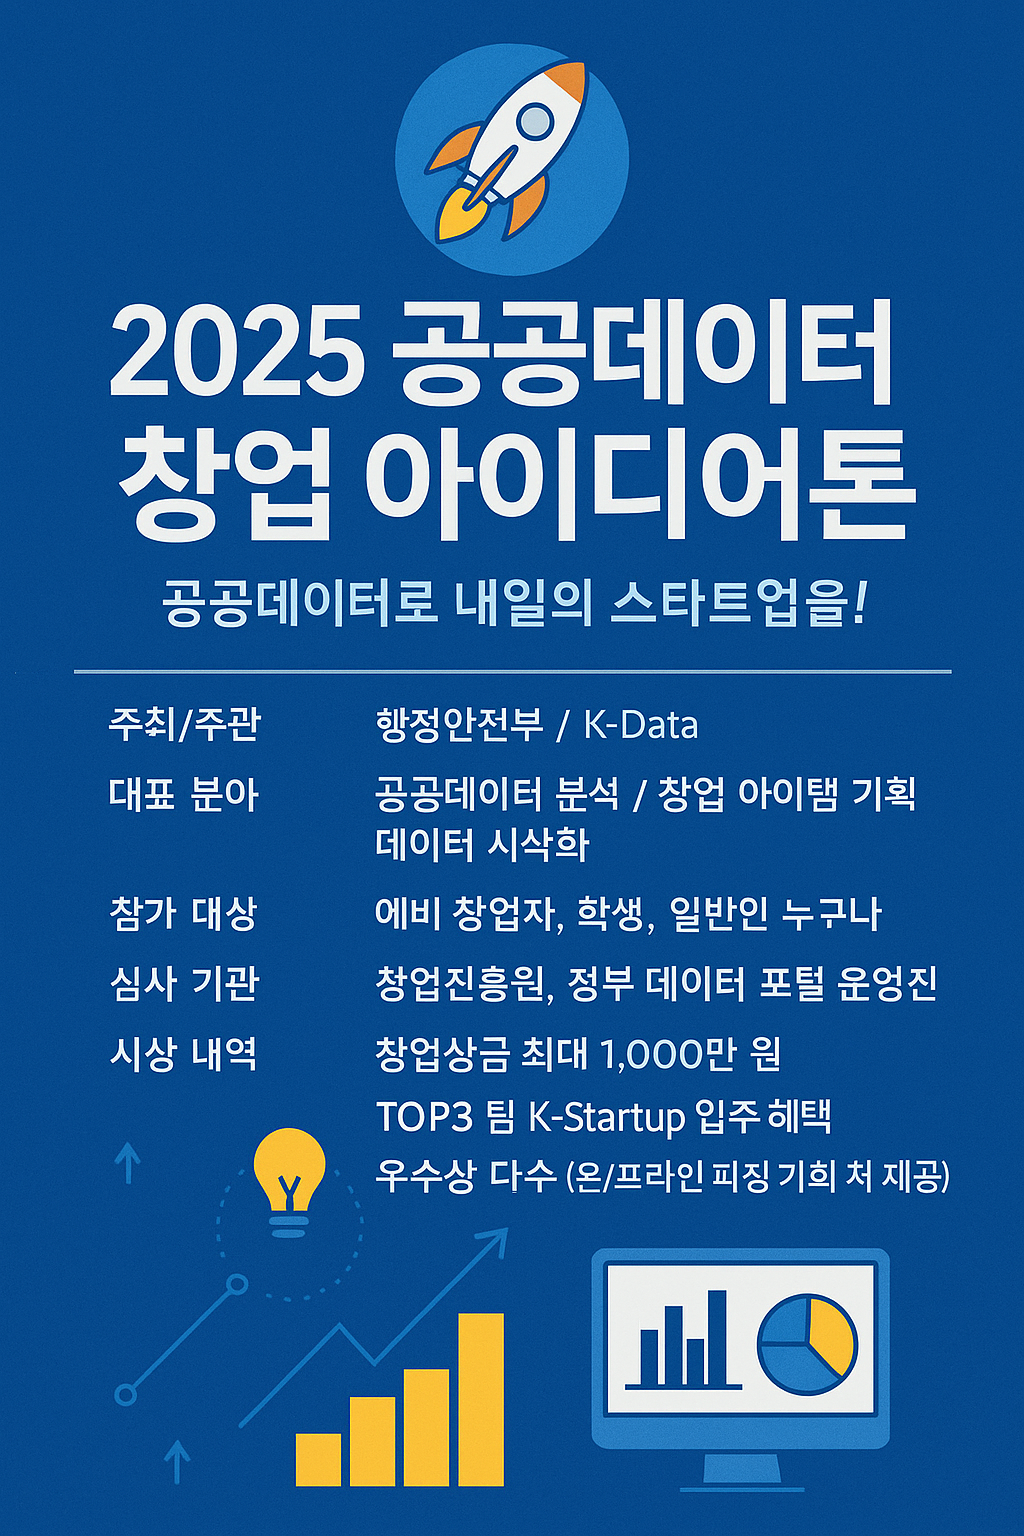 2025 공공데이터
창업 아이디어톤
공공데이터로 내일의 스타트업을!
주최/주관 행정안전부 / K-Data
대표 분아 공공데이터 분석 / 창업 아이탬 기획
데이터 시삭화
참가 대상 에비 창업자, 학생, 일반인 누구나
심사 기관 창업진흥원, 정부 데이터 포털 운엉진
시상 내역 창업상금 최대 1,000만 원
TOP3 팀 K-Startup 입주 혜택
우수상 다수 (온/프라인 피징 기희 처 제공)